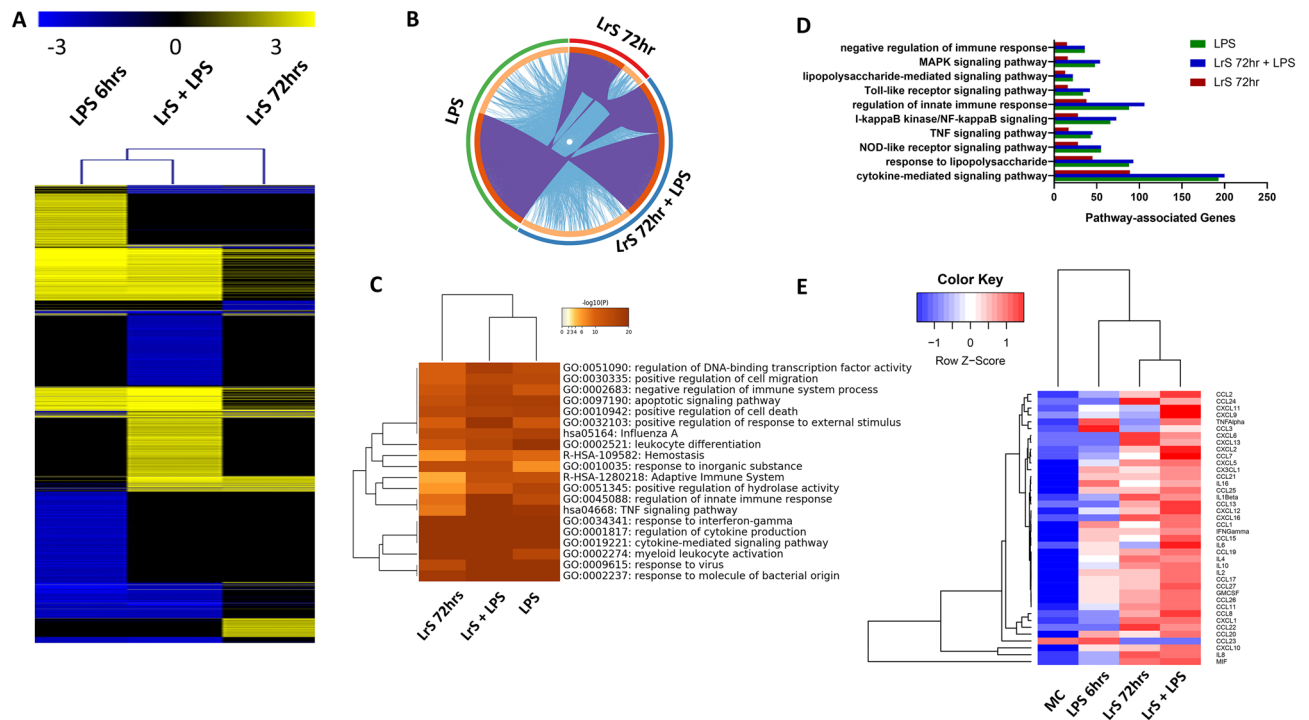 A
-3 0 3
LPS 6hrs
LrS + LPS
LrS 72hrs
B
LPS
LrS 72hr
LrS 72hr + LPS
C
-log10(P)
0 2 3 4 6 10 20
GO:0051090: regulation of DNA-binding transcription factor activity
GO:0030335: positive regulation of cell migration
GO:0002683: negative regulation of immune system process
GO:0097190: apoptotic signaling pathway
GO:0010942: positive regulation of cell death
GO:0032103: positive regulation of response to external stimulus
hsa05164: Influenza A
GO:0002521: leukocyte differentiation
R-HSA-109582: Hemostasis
GO:0010035: response to inorganic substance
R-HSA-1280218: Adaptive Immune System
GO:0051345: positive regulation of hydrolase activity
GO:0045088: regulation of innate immune response
hsa04668: TNF signaling pathway
GO:0034341: response to interferon-gamma
GO:0001817: regulation of cytokine production
GO:0019221: cytokine-mediated signaling pathway
GO:0002274: myeloid leukocyte activation
GO:0009615: response to virus
GO:0002237: response to molecule of bacterial origin
LrS 72hrs
LrS + LPS
LPS
D
negative regulation of immune response
MAPK signaling pathway
lipopolysaccharide-mediated signaling pathway
Toll-like receptor signaling pathway
regulation of innate immune response
I-kappaB kinase/NF-kappaB signaling
TNF signaling pathway
NOD-like receptor signaling pathway
response to lipopolysaccharide
cytokine-mediated signaling pathway
0 50 100 150 200 250
Pathway-associated Genes
LPS
LrS 72hr + LPS
LrS 72hr
E
Color Key
−1 0 1
Row Z−Score
CCL2
CCL24
CXCL11
CXCL9
TNFAlpha
CCL3
CXCL6
CXCL13
CXCL2
CCL7
CXCL5
CX3CL1
CCL21
IL16
CCL25
IL1Beta
CCL13
CXCL12
CXCL16
CCL1
IFNGamma
CCL15
IL6
CCL19
IL4
IL10
IL2
CCL17
CCL27
GMCSF
CCL26
CCL11
CCL8
CXCL1
CCL22
CCL20
CCL23
CXCL10
IL8
MIF
MC
LPS 6hrs
LrS 72hrs
LrS + LPS